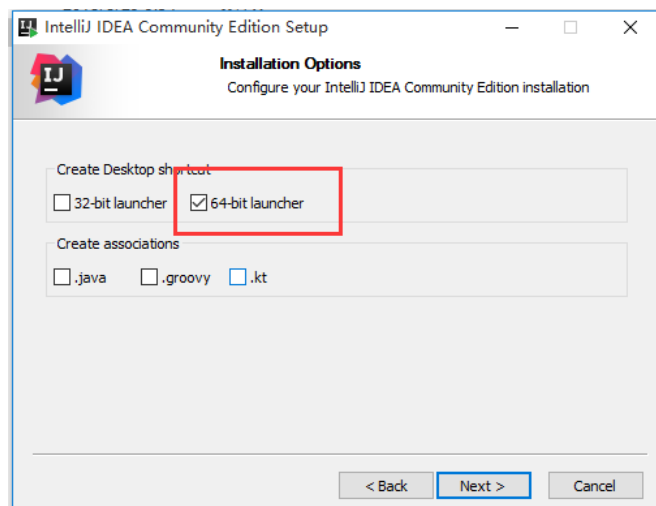 IntelliJ IDEA Community Edition Setup
IJ
Installation Options
Configure your IntelliJ IDEA Community Edition installation
Create Desktop shortcut
32-bit launcher 64-bit launcher
Create associations
.java .groovy .kt
< Back Next > Cancel